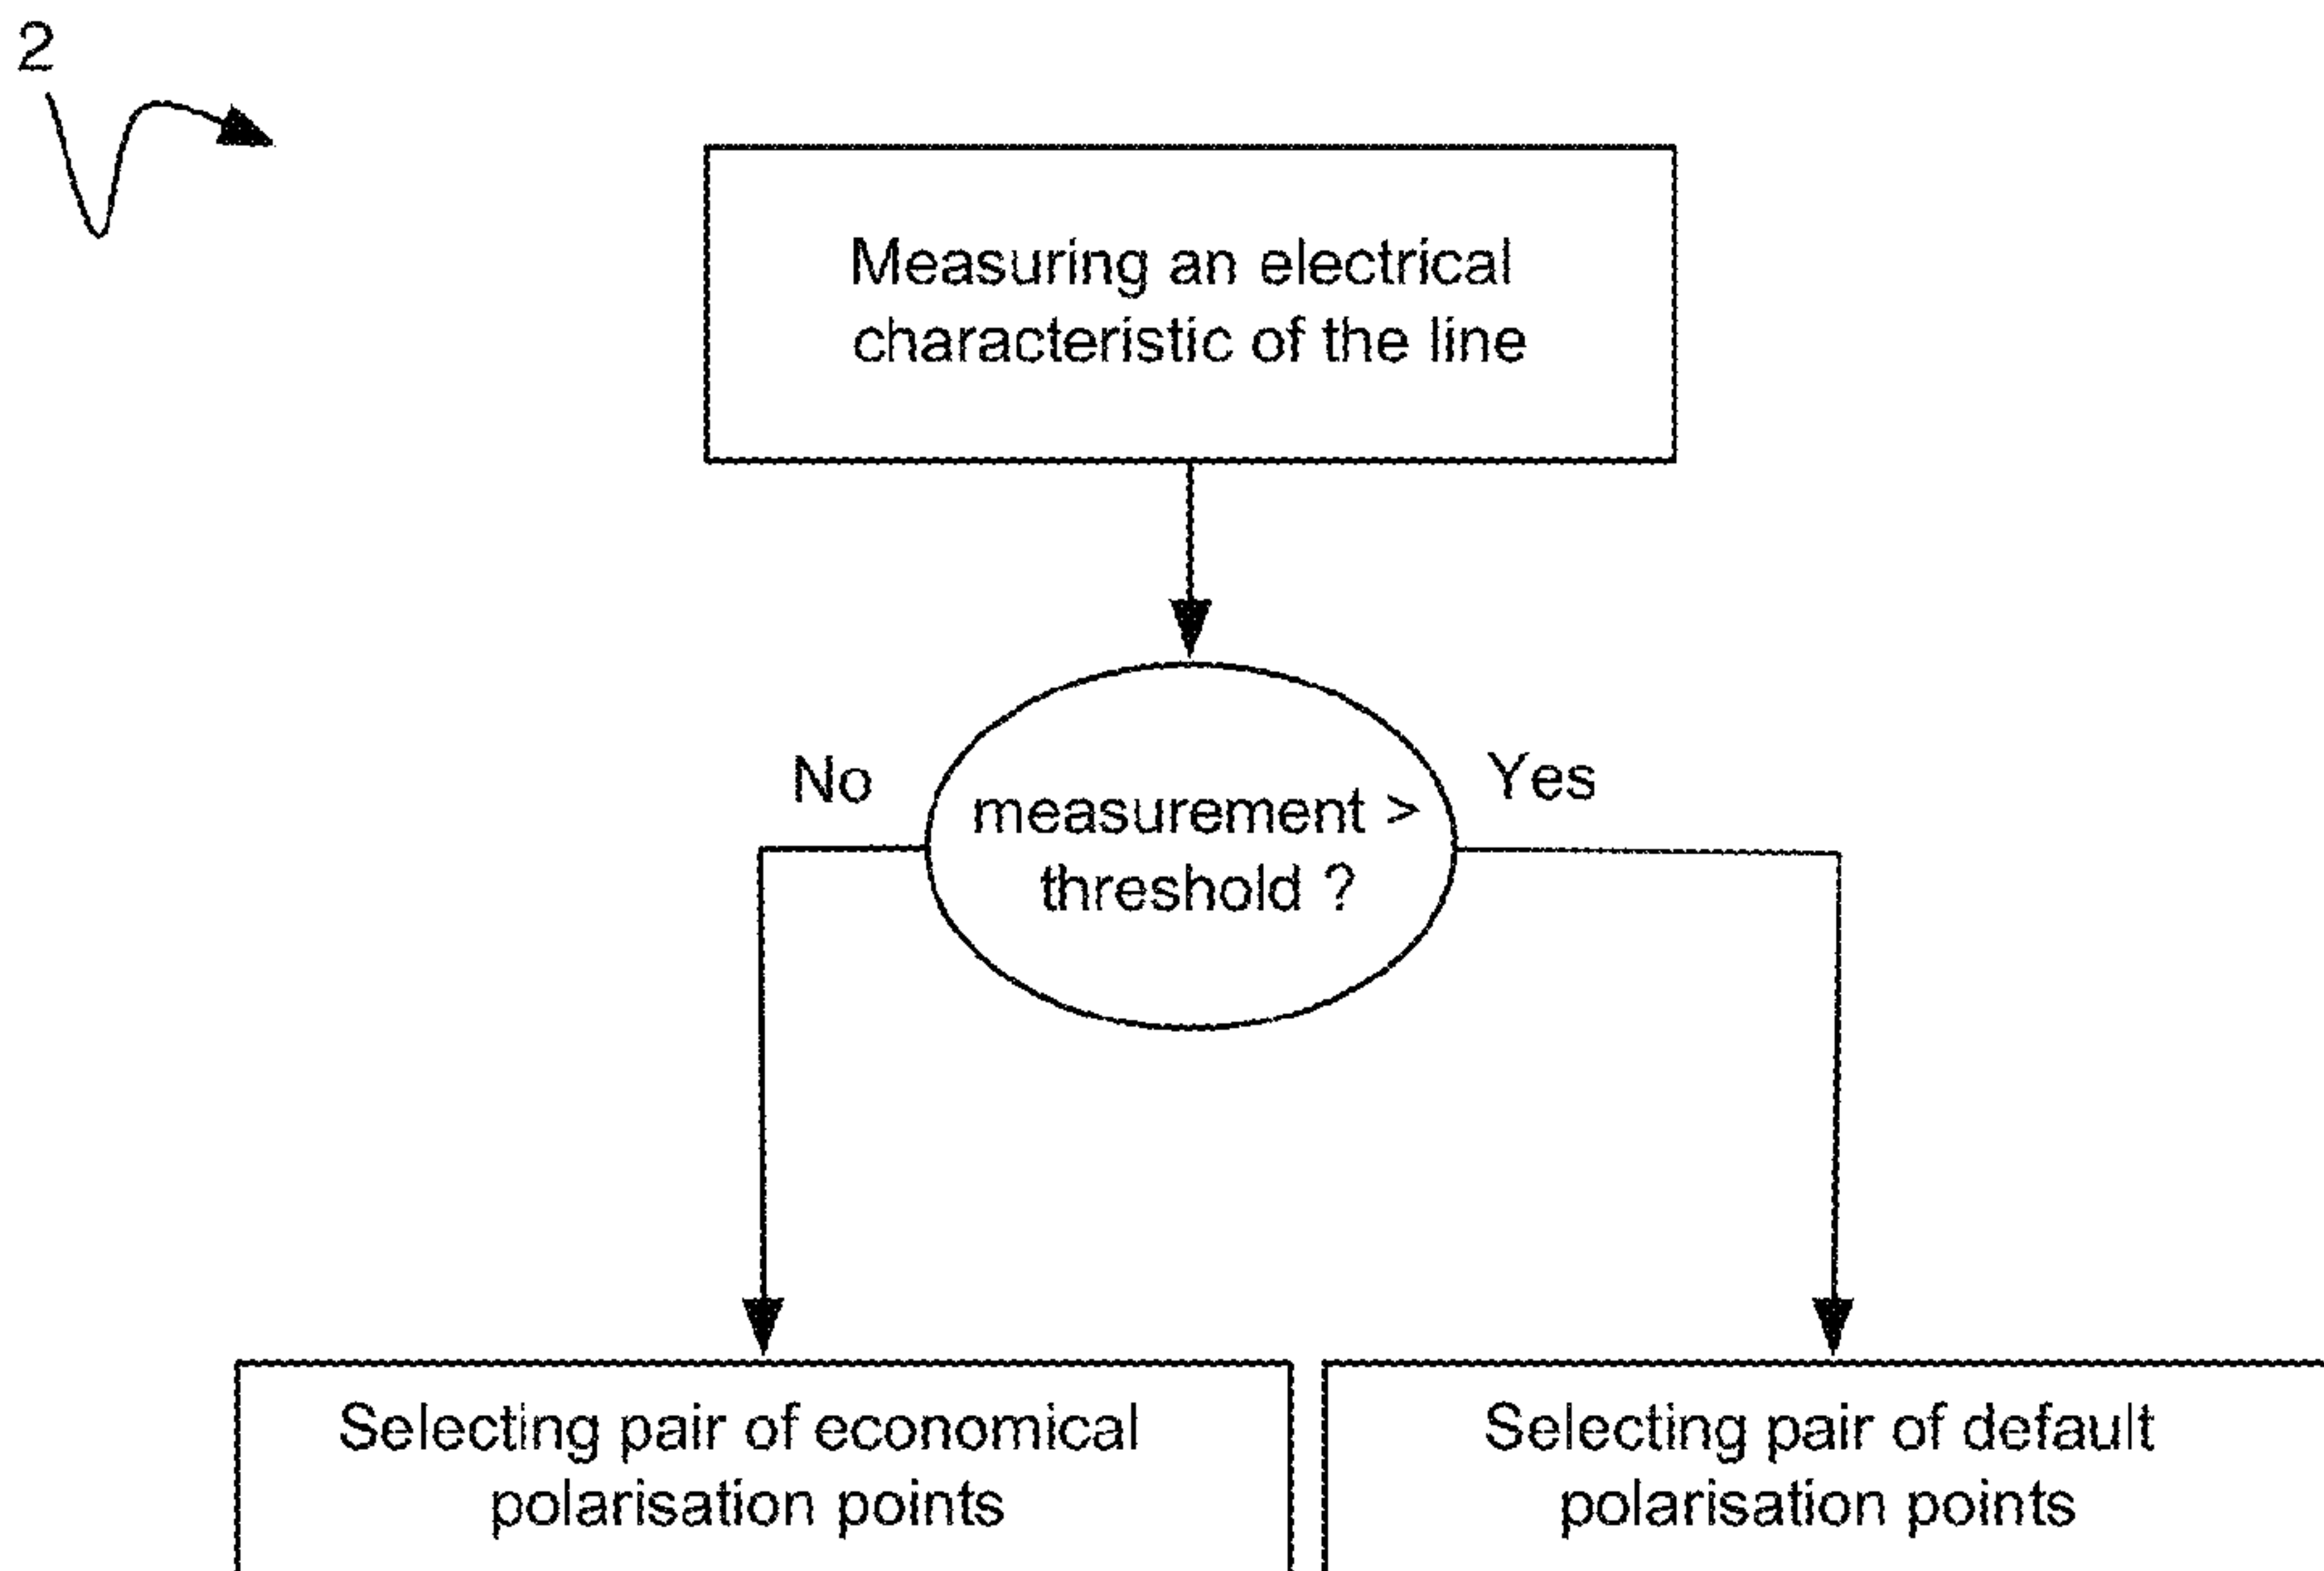 2
Measuring an electrical
characteristic of the line
No
measurement >
threshold ?
Yes
Selecting pair of economical
polarisation points
Selecting pair of default
polarisation points